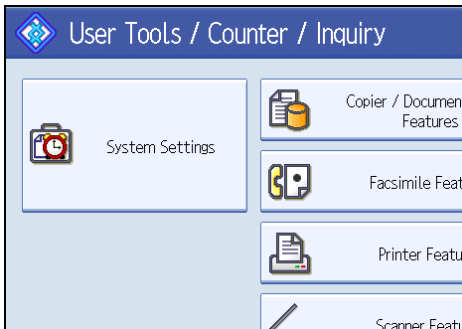 User Tools / Counter / Inquiry
System Settings
Copier / Documen
Features
Facsimile Feat
Printer Featu
Scanner Featu